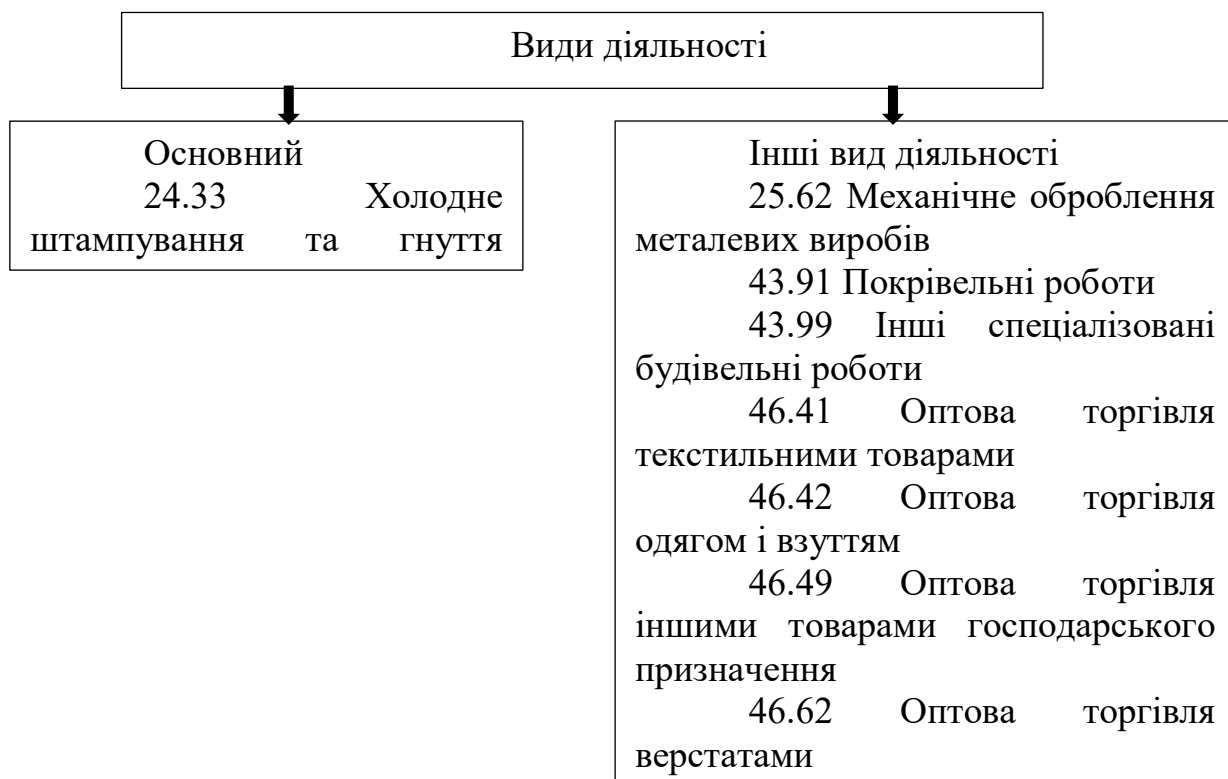 Види діяльності
Основний
24.33 Холодне
штампування та гнуття
Інші вид діяльності
25.62 Механічне оброблення
металевих виробів
43.91 Покрівельні роботи
43.99 Інші спеціалізовані
будівельні роботи
46.41 Оптова торгівля
текстильними товарами
46.42 Оптова торгівля
одягом і взуттям
46.49 Оптова торгівля
іншими товарами господарського
призначення
46.62 Оптова торгівля
верстатами